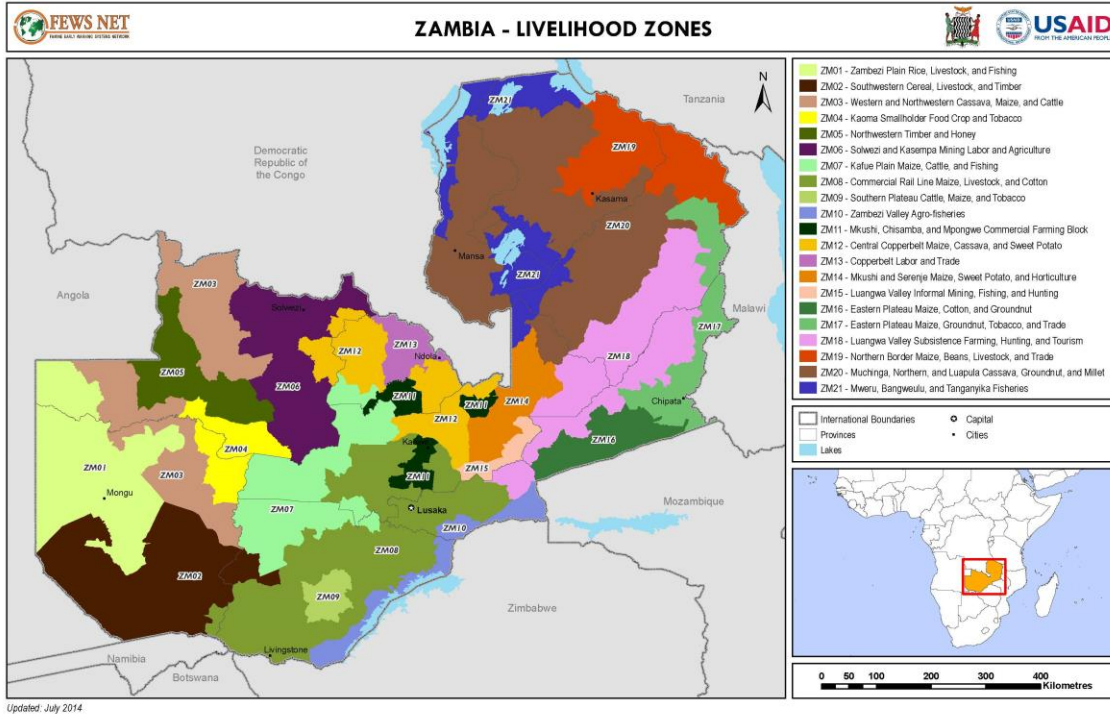 FEWS NET
FAMINE EARLY WARNING SYSTEMS NETWORK
ZAMBIA - LIVELIHOOD ZONES
USAID
USAID
FROM THE AMERICAN PEOPLE
N
ZM21
Tanzania
Democratic
Republic of
the Congo
ZM19
Kasama
ZM20
Mansa
ZM21
ZM03
Angola
Solwezi
Malawi
ZM17
ZM12
ZM13
Ndola
ZM18
ZM05
ZM06
ZM11
ZM11
ZM14
Chipata
ZM12
ZM16
ZM04
ZM01
ZM03
ZM11
ZM15
Mongu
Mozambique
ZM07
Lusaka
ZM10
ZM08
ZM02
ZM09
Zimbabwe
Livingstone
Namibia
Botswana
ZM01 - Zambezi Plain Rice, Livestock, and Fishing
ZM02 - Southwestern Cereal, Livestock, and Timber
ZM03 - Western and Northwestern Cassava, Maize, and Cattle
ZM04 - Kaoma Smallholder Food Crop and Tobacco
ZM05 - Northwestern Timber and Honey
ZM06 - Solwezi and Kasempa Mining Labor and Agriculture
ZM07 - Kafue Plain Maize, Cattle, and Fishing
ZM08 - Commercial Rail Line Maize, Livestock, and Cotton
ZM09 - Southern Plateau Cattle, Maize, and Tobacco
ZM10 - Zambezi Valley Agro-fisheries
ZM11 - Mkushi, Chisamba, and Mpongwe Commercial Farming Block
ZM12 - Central Copperbelt Maize, Cassava, and Sweet Potato
ZM13 - Copperbelt Labor and Trade
ZM14 - Mkushi and Serenje Maize, Sweet Potato, and Horticulture
ZM15 - Luangwa Valley Informal Mining, Fishing, and Hunting
ZM16 - Eastern Plateau Maize, Cotton, and Groundnut
ZM17 - Eastern Plateau Maize, Groundnut, Tobacco, and Trade
ZM18 - Luangwa Valley Subsistence Farming, Hunting, and Tourism
ZM19 - Northern Border Maize, Beans, Livestock, and Trade
ZM20 - Muchinga, Northern, and Luapula Cassava, Groundnut, and Millet
ZM21 - Mweru, Bangweulu, and Tanganyika Fisheries
International Boundaries
Capital
Provinces
Cities
Lakes
0 50 100 200 300 400
Kilometres
Updated: July 2014